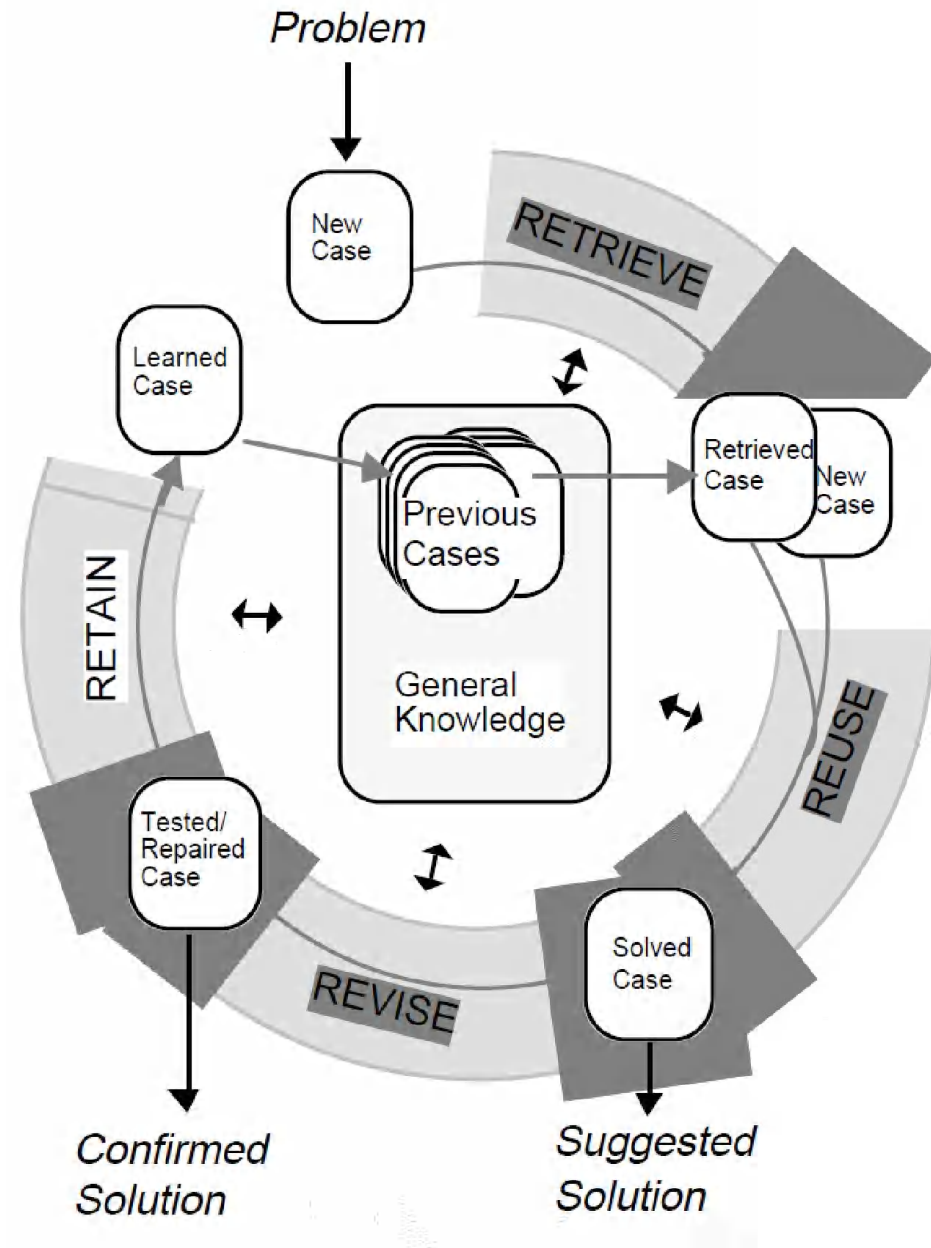 Problem
New
Case
RETRIEVE
Learned
Case
Retrieved
Case
New
Case
Previous
Cases
General
Knowledge
RETAIN
REUSE
Tested/
Repaired
Case
Solved
Case
REVISE
Confirmed
Solution
Suggested
Solution